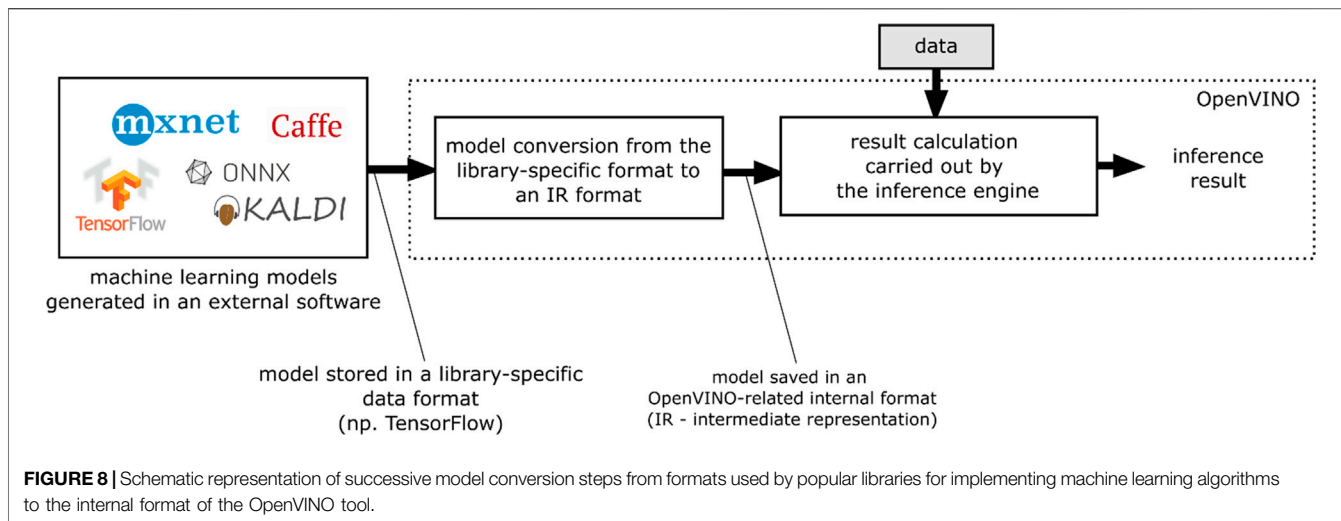 data
OpenVINO
mxnet
Caffe
TensorFlow
ONNX
KALDI
machine learning models
generated in an external software
model conversion from the
library-specific format to
an IR format
result calculation
carried out by
the inference engine
inference
result
model stored in a library-specific
data format
(np. TensorFlow)
model saved in an
OpenVINO-related internal format
(IR - intermediate representation)
FIGURE 8 | Schematic representation of successive model conversion steps from formats used by popular libraries for implementing machine learning algorithms
to the internal format of the OpenVINO tool.